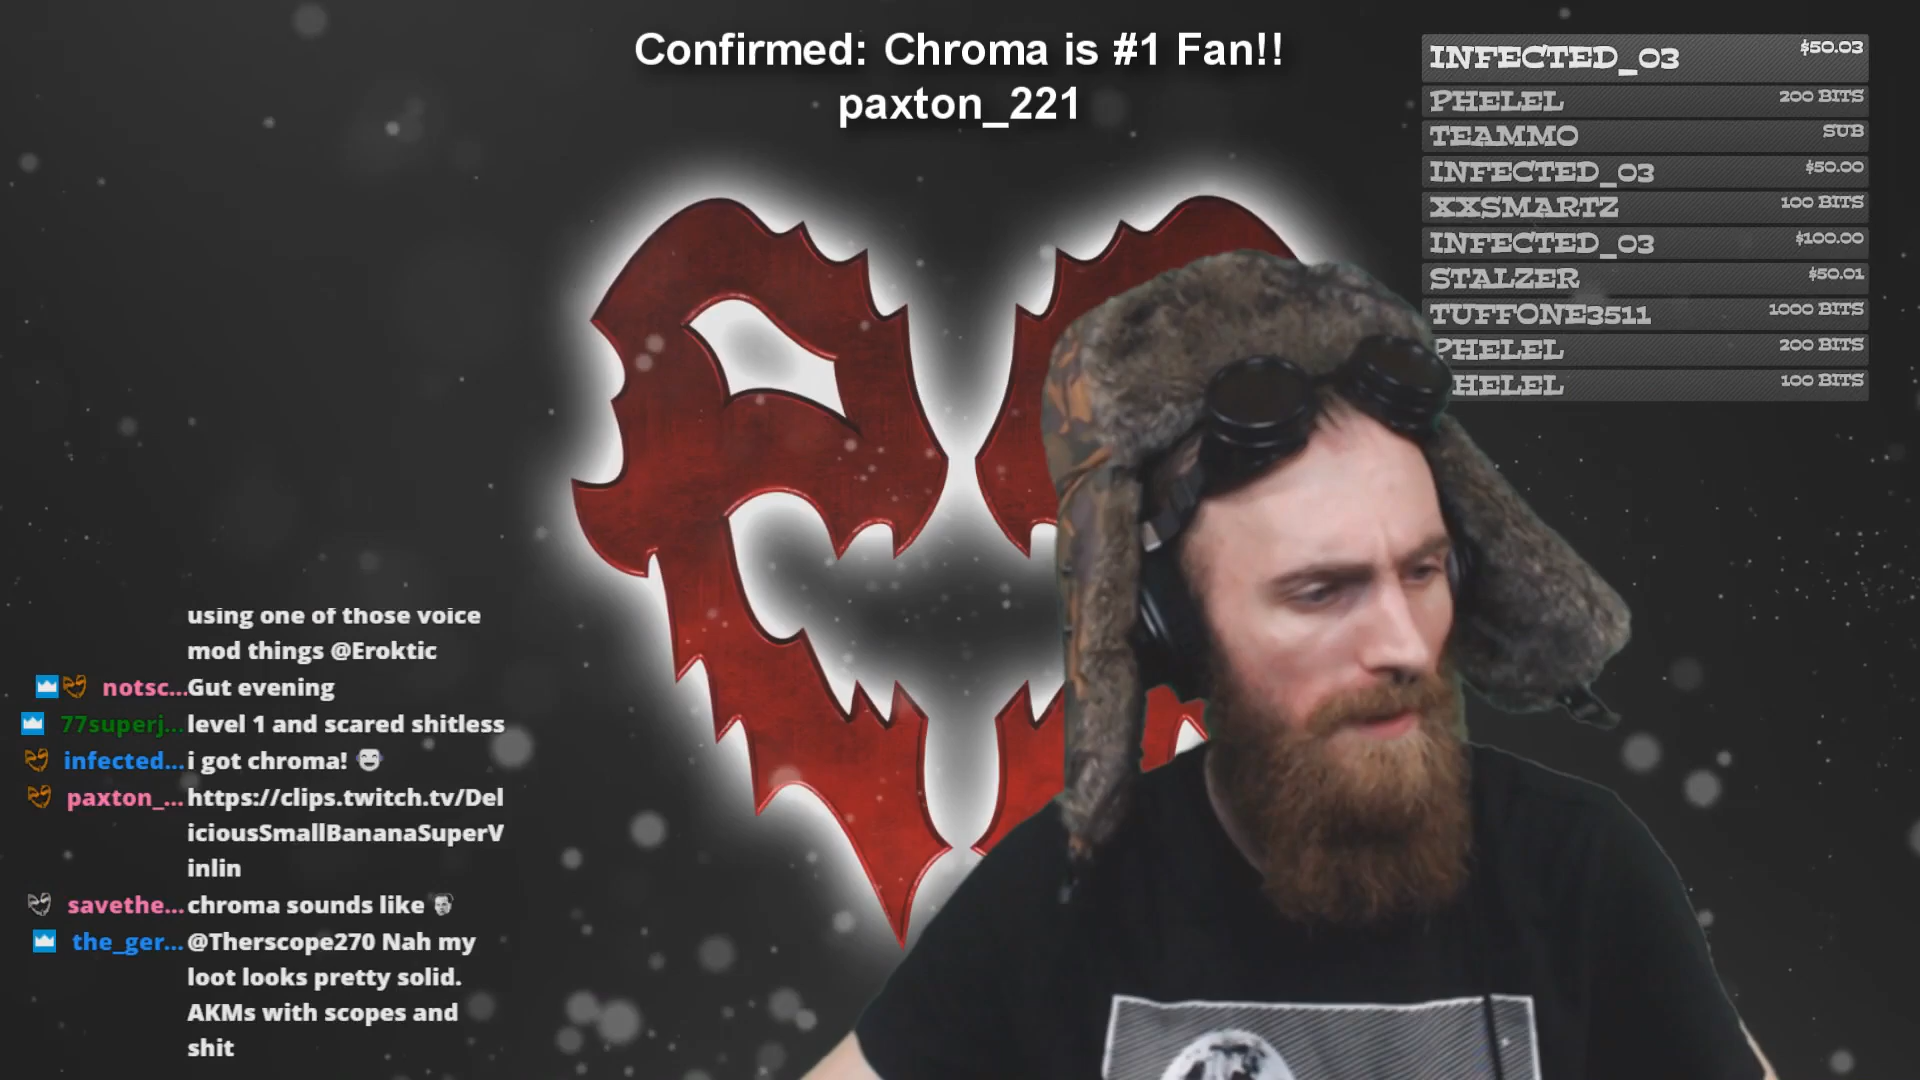 Confirmed: Chroma is #1 Fan!!
paxton_221
INFECTED_03 $50.03
PHELEL 200 BITS
TEAMMO SUB
INFECTED_03 $50.00
XXSMARTZ 100 BITS
INFECTED_03 $100.00
STALZER $50.01
TUFFONE3511 1000 BITS
PHELEL 200 BITS
HELEL 100 BITS
using one of those voice
mod things @Eroktic
notsc... Gut evening
77superj... level 1 and scared shitless
infected... i got chroma!
paxton_... https://clips.twitch.tv/Del
iciousSmallBananaSuperV
inlin
savethe... chroma sounds like
the_ger... @Therscope270 Nah my
loot looks pretty solid.
AKMs with scopes and
shit